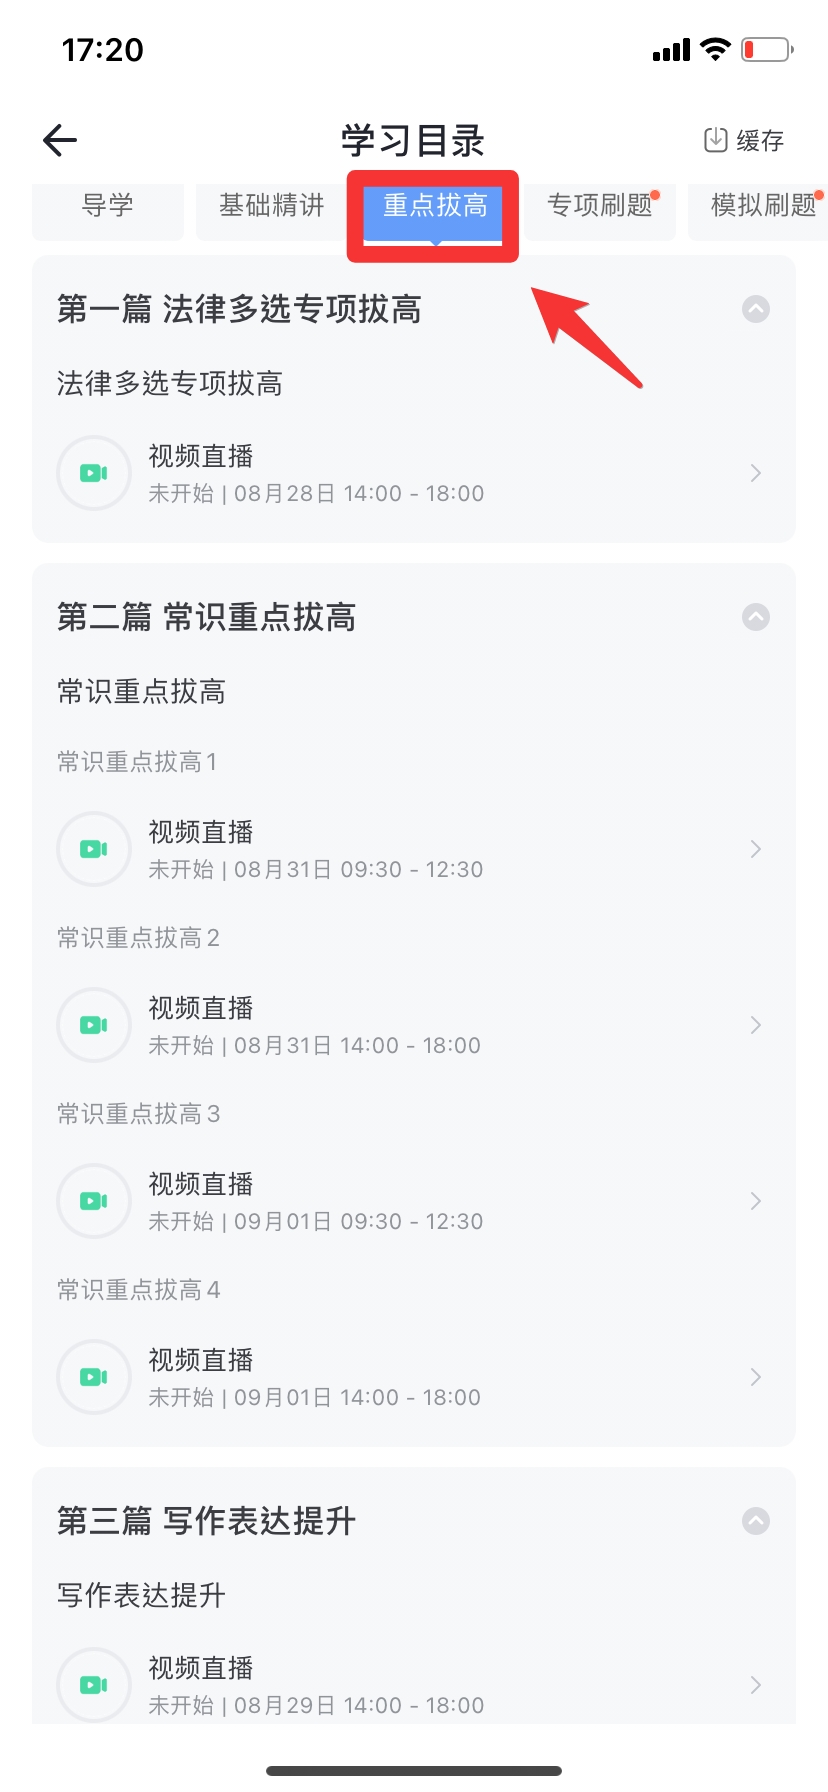 17:20
学习目录
缓存
导学
基础精讲
重点拔高
专项刷题
模拟刷题
第一篇 法律多选专项拔高
法律多选专项拔高
视频直播
未开始 | 08月28日 14:00 - 18:00
第二篇 常识重点拔高
常识重点拔高
常识重点拔高1
视频直播
未开始 | 08月31日 09:30 - 12:30
常识重点拔高2
视频直播
未开始 | 08月31日 14:00 - 18:00
常识重点拔高3
视频直播
未开始 | 09月01日 09:30 - 12:30
常识重点拔高4
视频直播
未开始 | 09月01日 14:00 - 18:00
第三篇 写作表达提升
写作表达提升
视频直播
未开始 | 08月29日 14:00 - 18:00